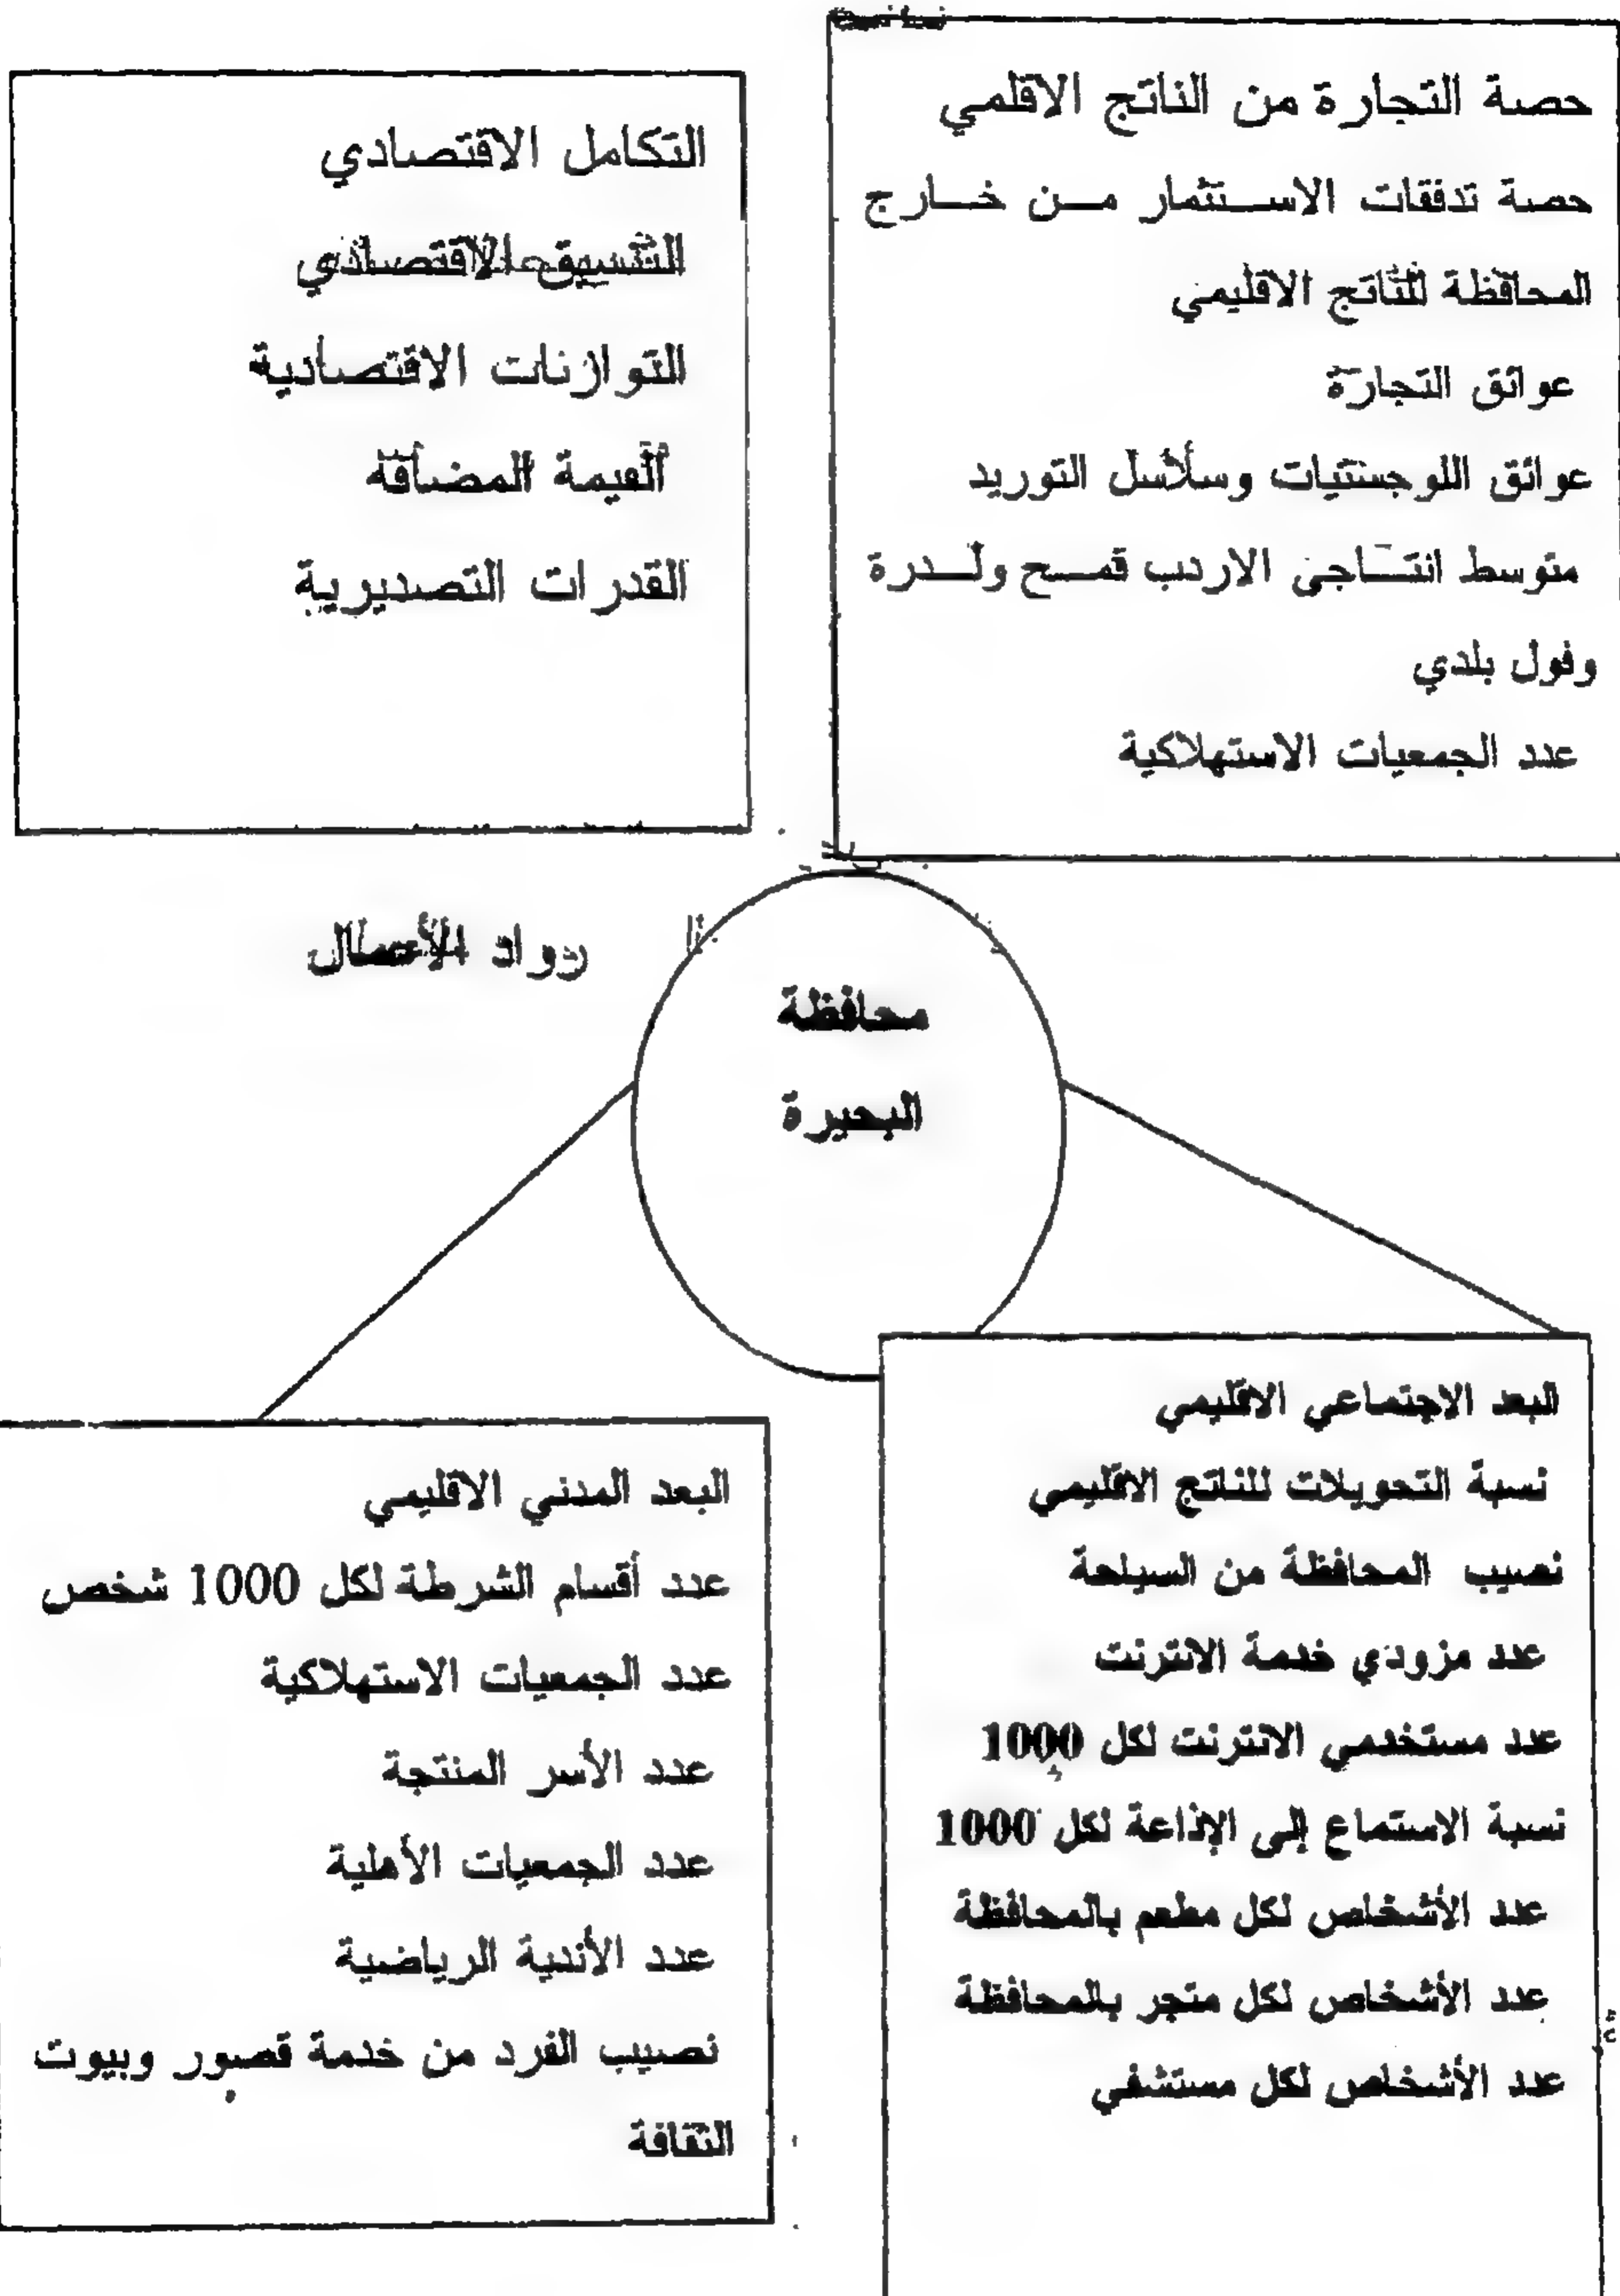 حصة التجارة من الناتج الاقلمي
حصة تدفقات الاستثمار من خارج
المحافظة للناتج الاقليمي
عوائق التجارة
عوائق اللوجستيات وسلاسل التوريد
متوسط انتاجى الاردب قمح ولدرة
وفول بلدي
عدد الجمعيات الاستهلاكية
التكامل الاقتصادي
التنسيق الاقتصادي
التوازنات الاقتصادية
القيمة المضافة
القدرات التصديرية
رواد الأعمال
محافظة
البحيرة
البعد الاجتماعي الاقليمي
نسبة التحويلات للناتج الاقليمي
نصيب المحافظة من السياحة
عدد مزودي خدمة الانترنت
عدد مستخدمي الانترنت لكل 1000
نسبة الاستماع إلى الإذاعة لكل 1000
عدد الأشخاص لكل مطعم بالمحافظة
عدد الأشخاص لكل متجر بالمحافظة
عدد الأشخاص لكل مستشفي
البعد المدني الاقليمي
عدد أقسام الشرطة لكل 1000 شخص
عدد الجمعيات الاستهلاكية
عدد الأسر المنتجة
عدد الجمعيات الأهلية
عدد الأندية الرياضية
نصيب الفرد من خدمة قصور وبيوت
الثقافة